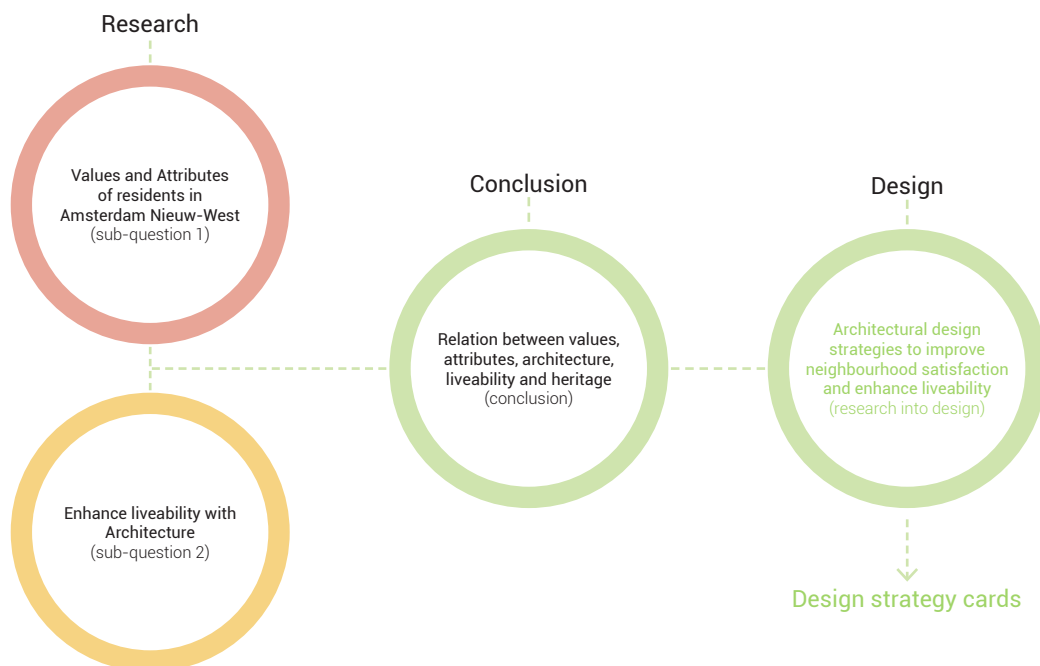 Research
Values and Attributes
of residents in
Amsterdam Nieuw-West
(sub-question 1)
Enhance liveability with
Architecture
(sub-question 2)
Conclusion
Relation between values,
attributes, architecture,
liveability and heritage
(conclusion)
Design
Architectural design
strategies to improve
neighbourhood satisfaction
and enhance liveability
(research into design)
Design strategy cards